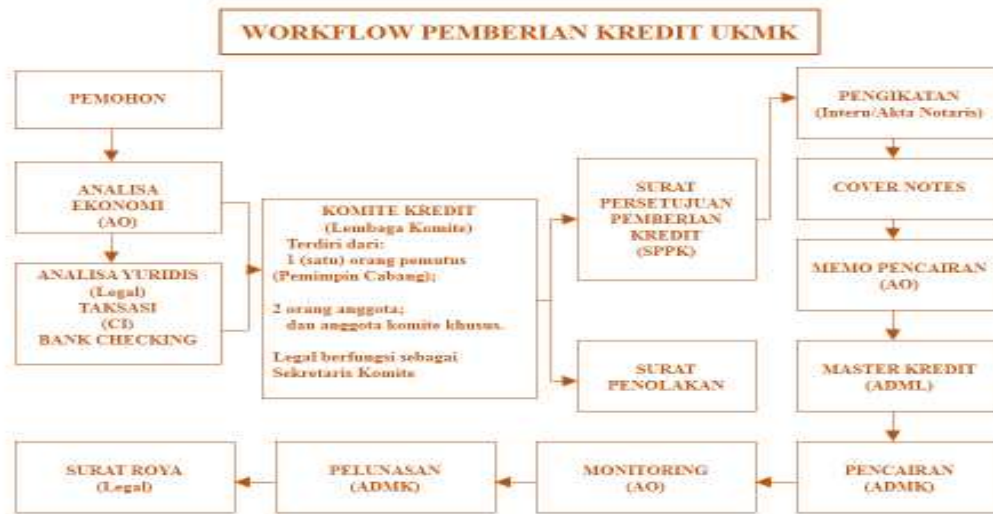 WORKFLOW PEMBERIAN KREDIT UKMK
PEMOHON
ANALISA
EKONOMI
(AO)
ANALISA YURIDIS
(Legal)
TAKSASI
(CI)
BANK CHECKING
KOMITE KREDIT
(Lembaga Komite)
Terdiri dari:
1 (satu) orang pemutus
(Pemimpin Cabang);
2 orang anggota;
dan anggota komite khusus.
Legal berfungsi sebagai
Sekretaris Komite
SURAT
PERSETUJUAN
PEMBERIAN
KREDIT
(SPPK)
SURAT
PENOLAKAN
PENGIKATAN
(Intern/Akta Notaris)
COVER NOTES
MEMO PENCAIRAN
(AO)
MASTER KREDIT
(ADML)
PENCAIRAN
(ADMK)
MONITORING
(AO)
PELUNASAN
(ADMK)
SURAT ROYA
(Legal)